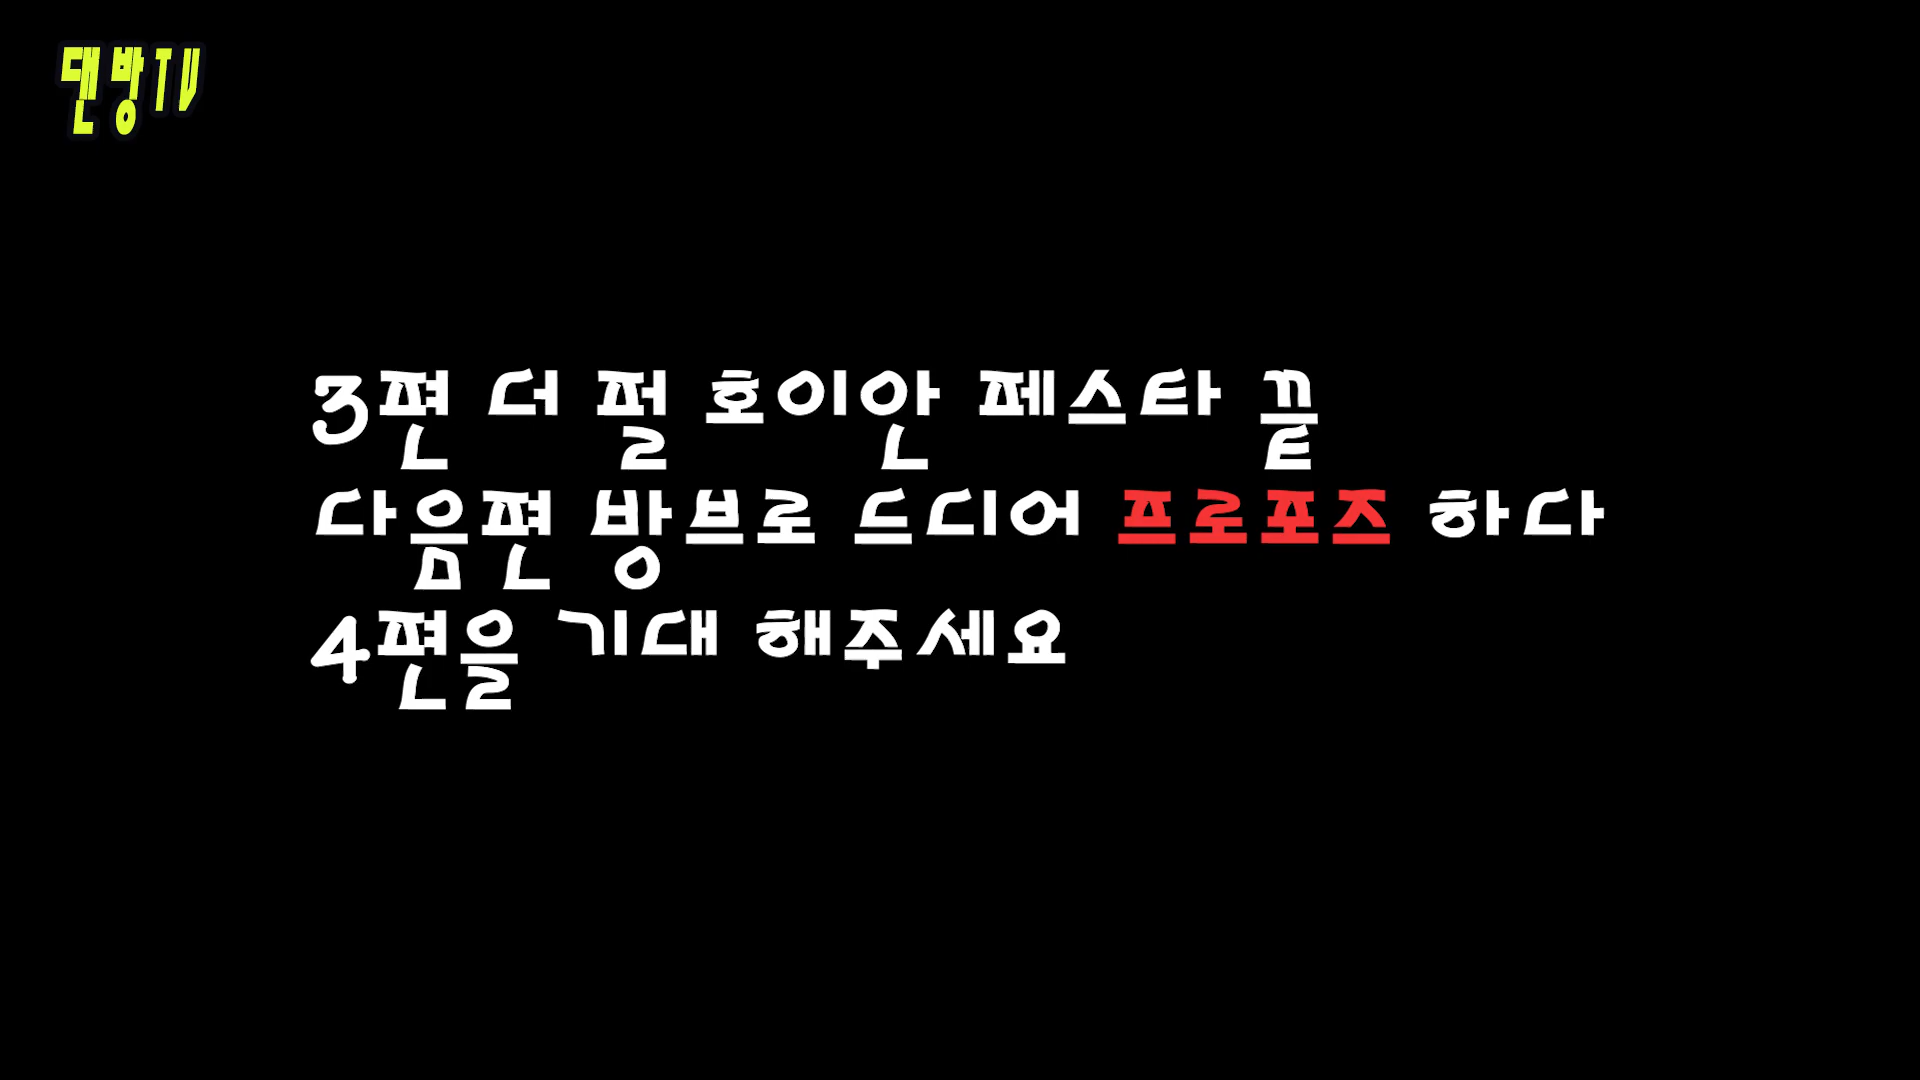 댄방TV
3편 더 펄 호이안 페스타 끝
다음편 방브로 드디어 프로포즈 하다
4편을 기대 해주세요